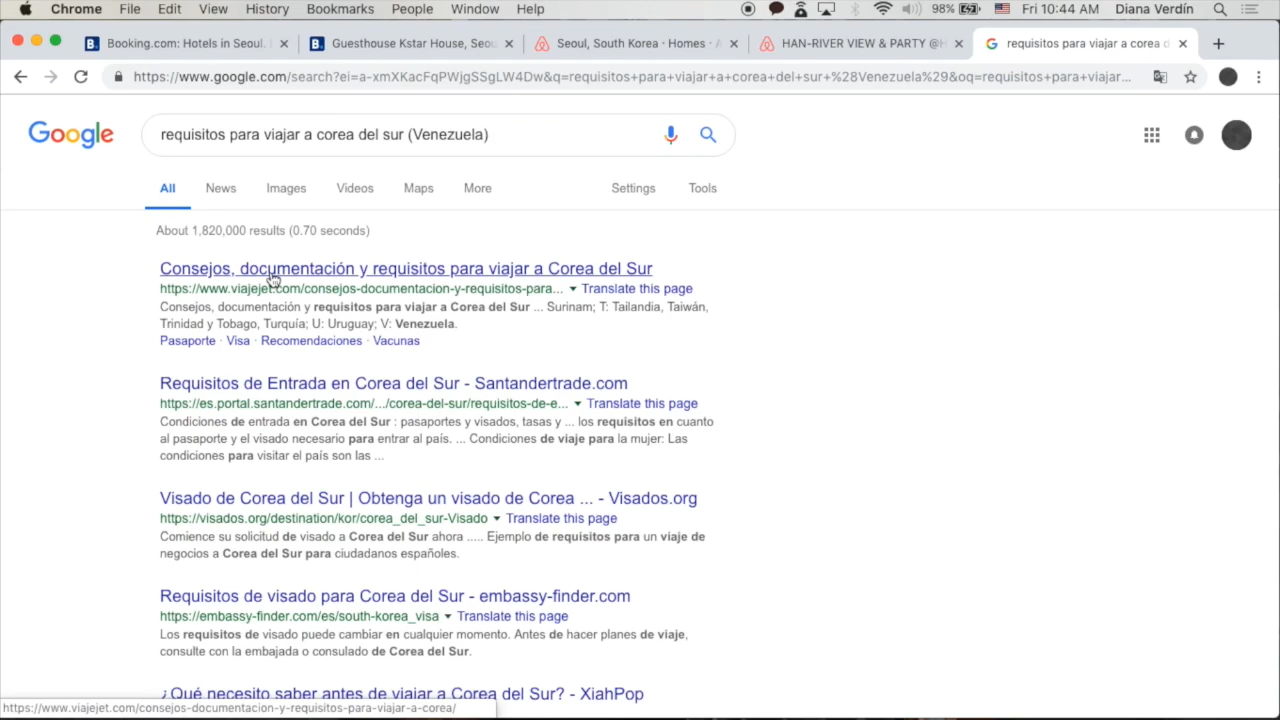 Chrome File Edit View History Bookmarks People Window Help 98% Fri 10:44 AM Diana Verdín
Booking.com: Hotels in Seoul. Guesthouse Kstar House, Seou Seoul, South Korea · Homes · A HAN-RIVER VIEW & PARTY @H requisitos para viajar a corea d
https://www.google.com/search?ei=a-xmXKacFqPWjgSSgLW4Dw&q=requisitos+para+viajar+a+corea+del+sur+%28Venezuela%29&oq=requisitos+para+viajar...
Google requisitos para viajar a corea del sur (Venezuela)
All News Images Videos Maps More Settings Tools
About 1,820,000 results (0.70 seconds)
Consejos, documentación y requisitos para viajar a Corea del Sur
https://www.viajejet.com/consejos-documentacion-y-requisitos-para... Translate this page
Consejos, documentación y requisitos para viajar a Corea del Sur ... Surinam; T: Tailandia, Taiwán,
Trinidad y Tobago, Turquía; U: Uruguay; V: Venezuela.
Pasaporte · Visa · Recomendaciones · Vacunas
Requisitos de Entrada en Corea del Sur - Santandertrade.com
https://es.portal.santandertrade.com/.../corea-del-sur/requisitos-de-e... Translate this page
Condiciones de entrada en Corea del Sur : pasaportes y visados, tasas y ... los requisitos en cuanto
al pasaporte y el visado necesario para entrar al país. ... Condiciones de viaje para la mujer: Las
condiciones para visitar el país son las ...
Visado de Corea del Sur | Obtenga un visado de Corea ... - Visados.org
https://visados.org/destination/kor/corea_del_sur-Visado Translate this page
Comience su solicitud de visado a Corea del Sur ahora ..... Ejemplo de requisitos para un viaje de
negocios a Corea del Sur para ciudadanos españoles.
Requisitos de visado para Corea del Sur - embassy-finder.com
https://embassy-finder.com/es/south-korea_visa Translate this page
Los requisitos de visado puede cambiar en cualquier momento. Antes de hacer planes de viaje,
consulte con la embajada o consulado de Corea del Sur.
¿Qué necesito saber antes de viajar a Corea del Sur? - XiahPop
https://www.viajejet.com/consejos-documentacion-y-requisitos-para-viajar-a-corea/